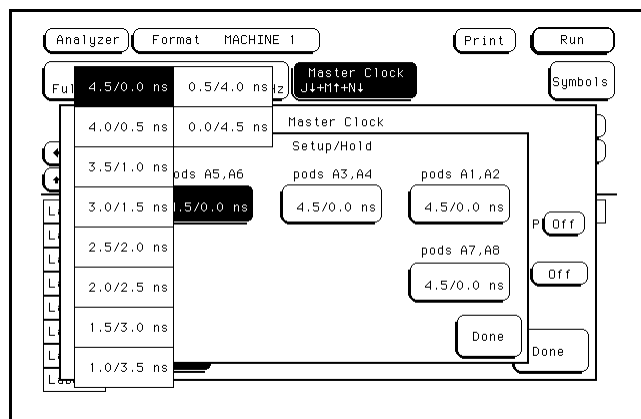 Analyzer Format MACHINE 1 Print Run
4.5/0.0 ns 0.5/4.0 ns Master Clock
J↓+M↑+N↓ Symbols
4.0/0.5 ns 0.0/4.5 ns Master Clock
Setup/Hold
3.5/1.0 ns pods A3,A4 pods A1,A2
3.0/1.5 ns 4.5/0.0 ns 4.5/0.0 ns
Off
2.5/2.0 ns pods A7,A8
2.0/2.5 ns 4.5/0.0 ns Off
1.5/3.0 ns Done
1.0/3.5 ns Done